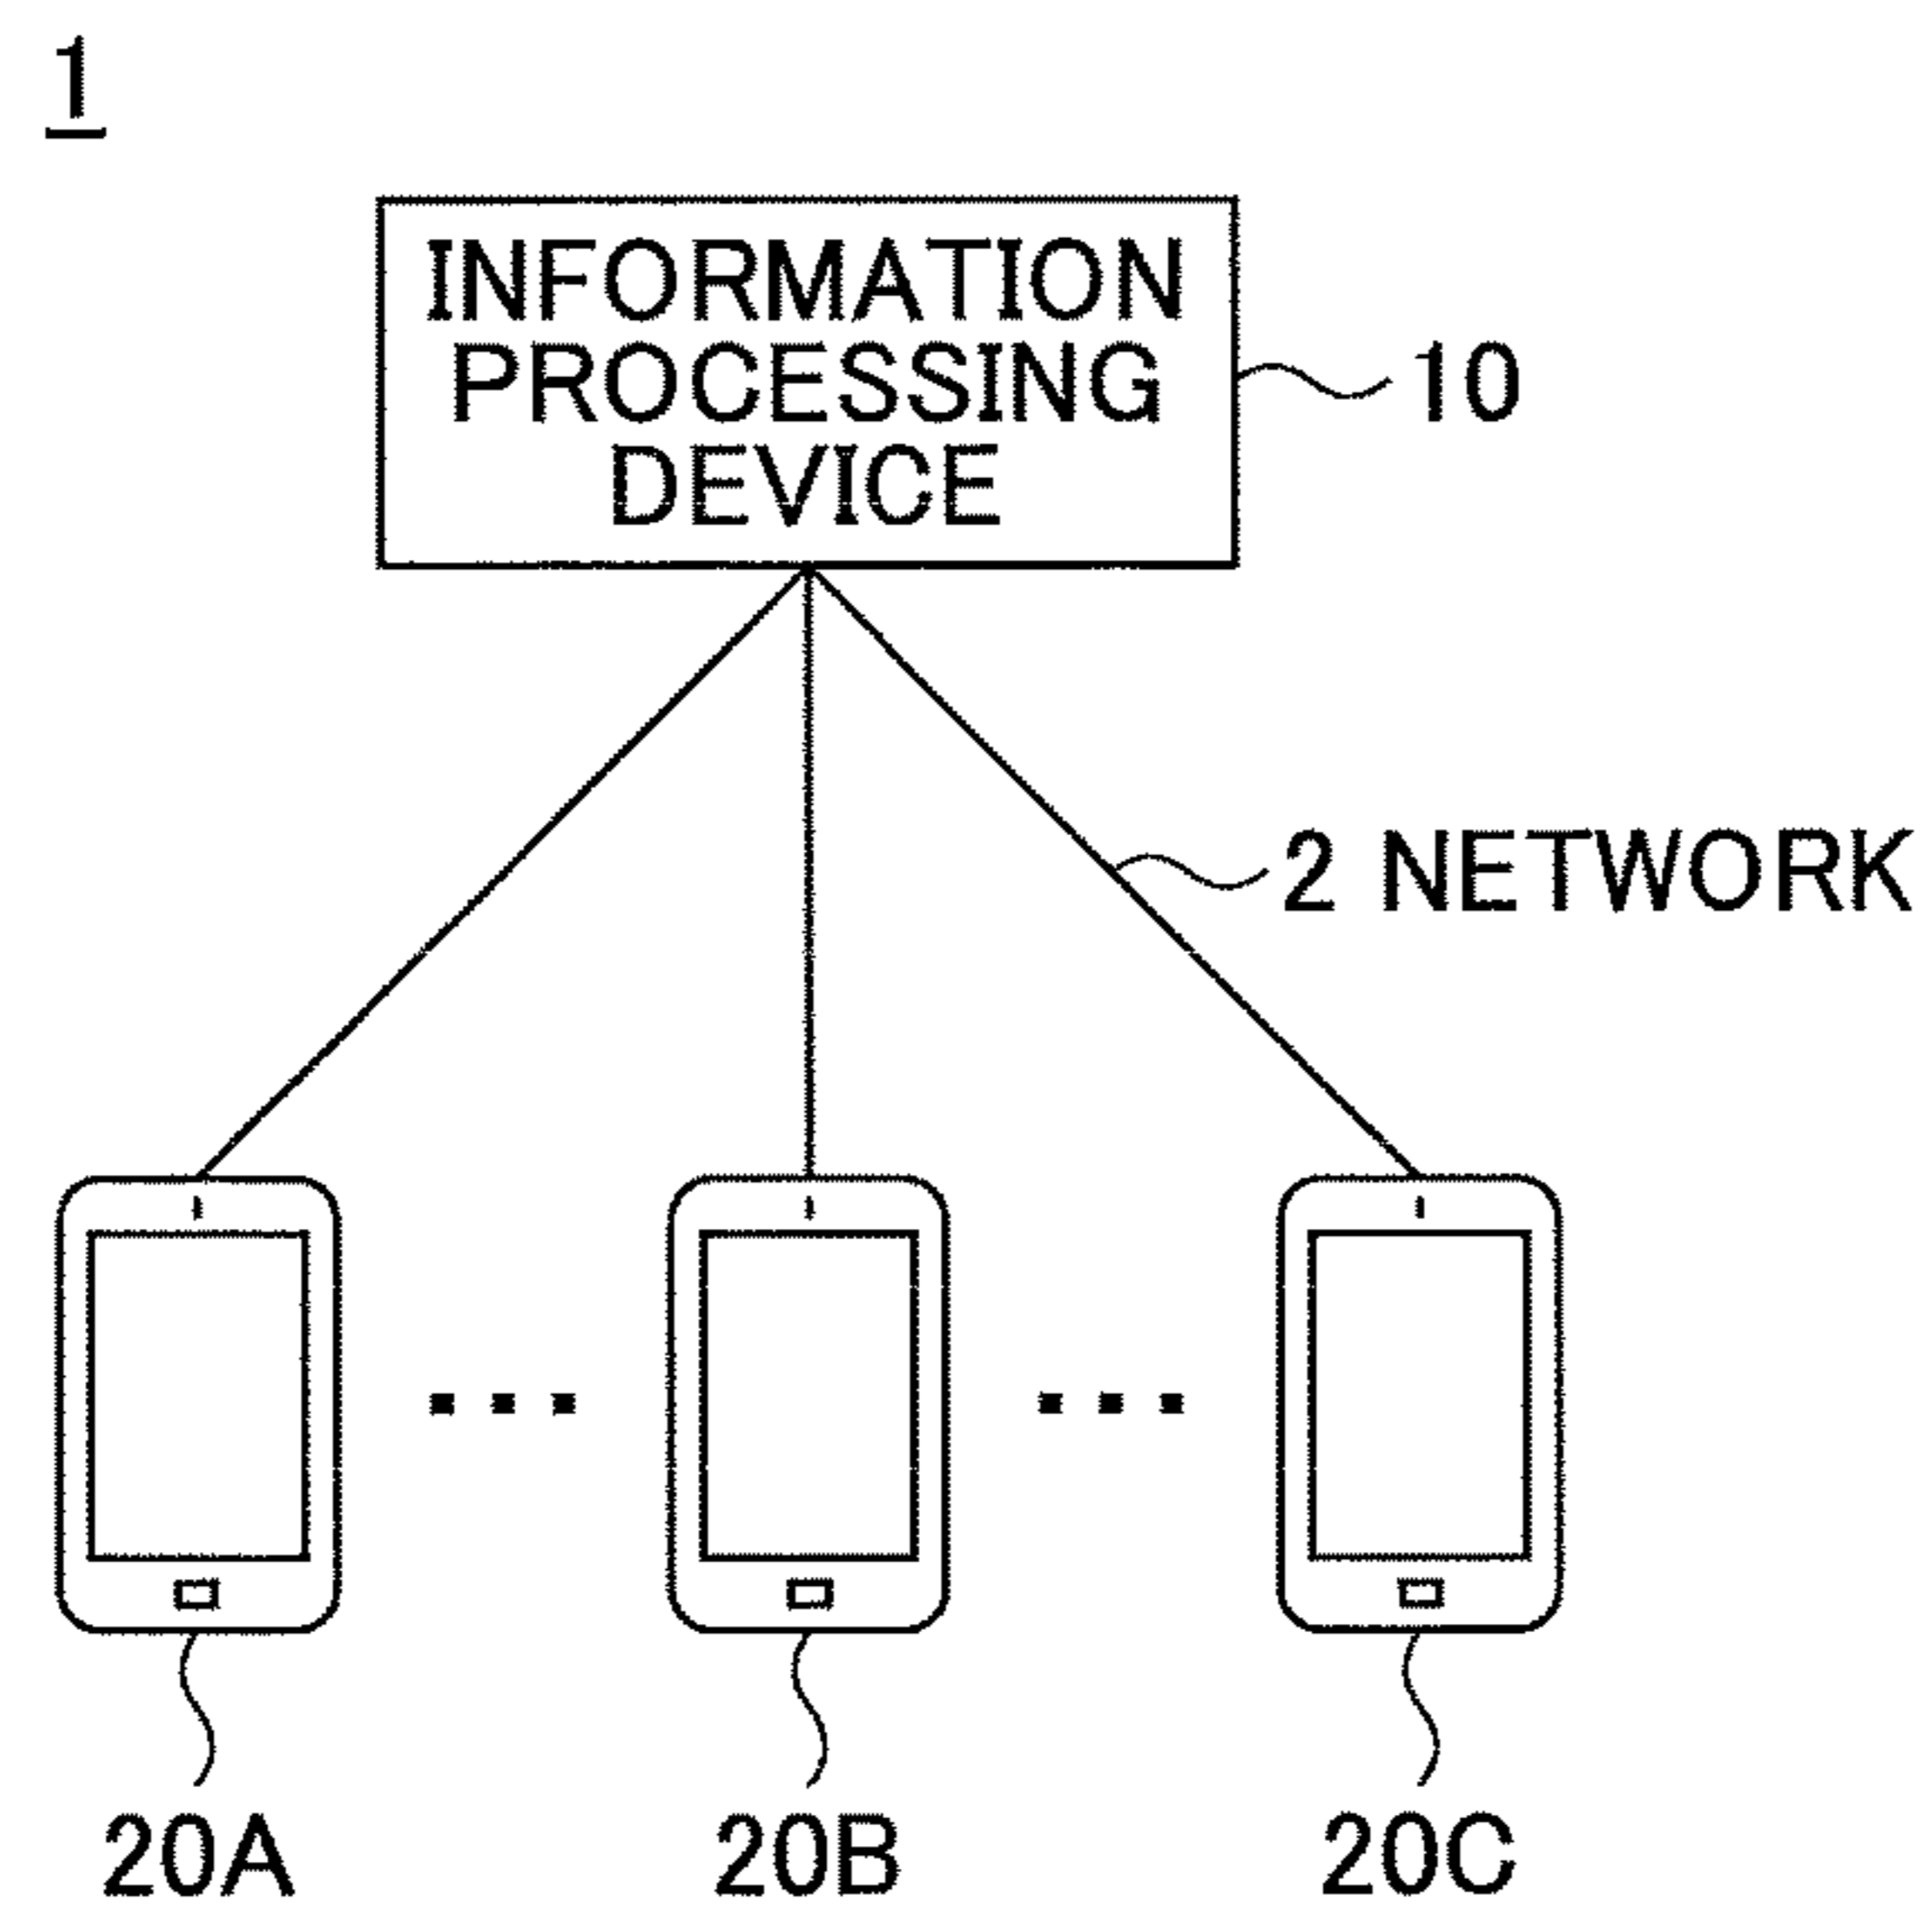 1
INFORMATION
PROCESSING
DEVICE
10
2 NETWORK
20A
20B
20C